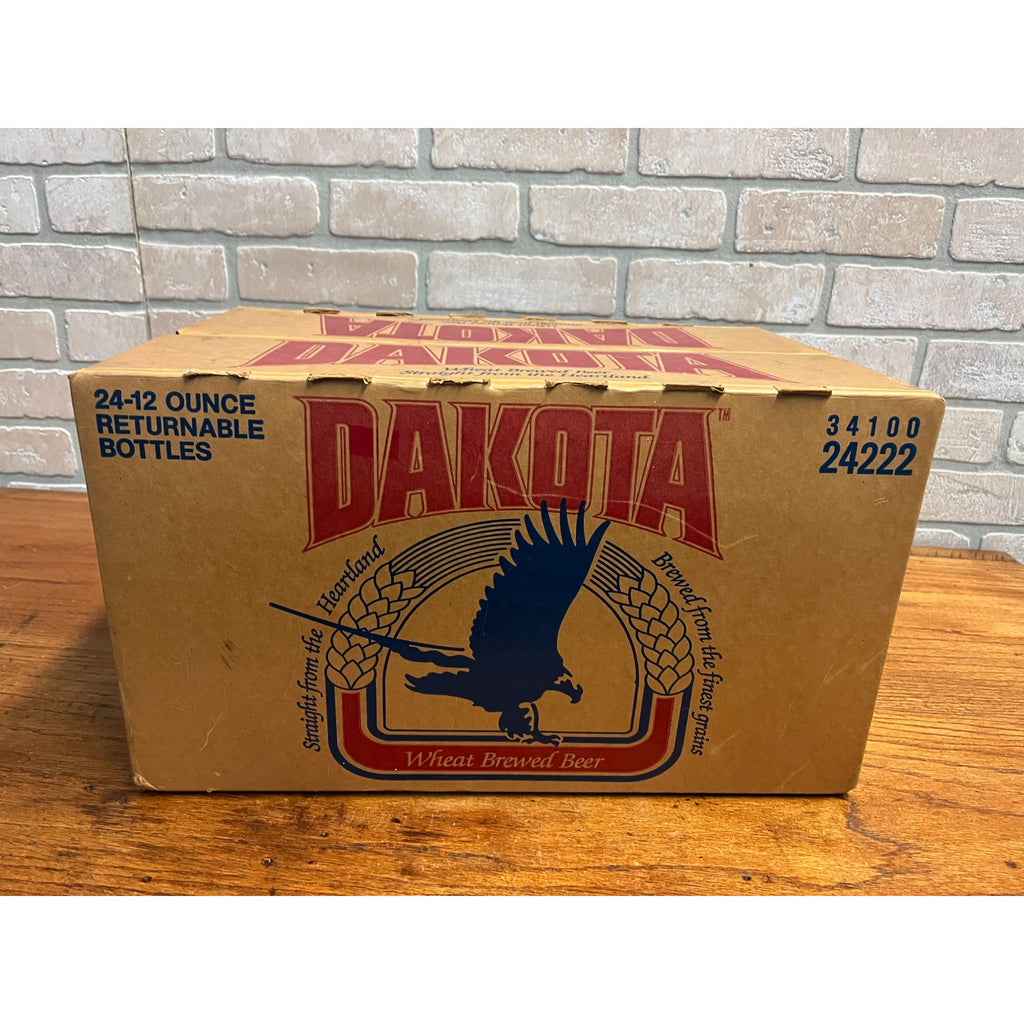 DAKOTA
DAKOTA
Wheat Brewed Beer
Straight from the Heartland
24-12 OUNCE
RETURNABLE
BOTTLES
DAKOTA™
34100
24222
Straight from the Heartland
Brewed from the finest grains
Wheat Brewed Beer